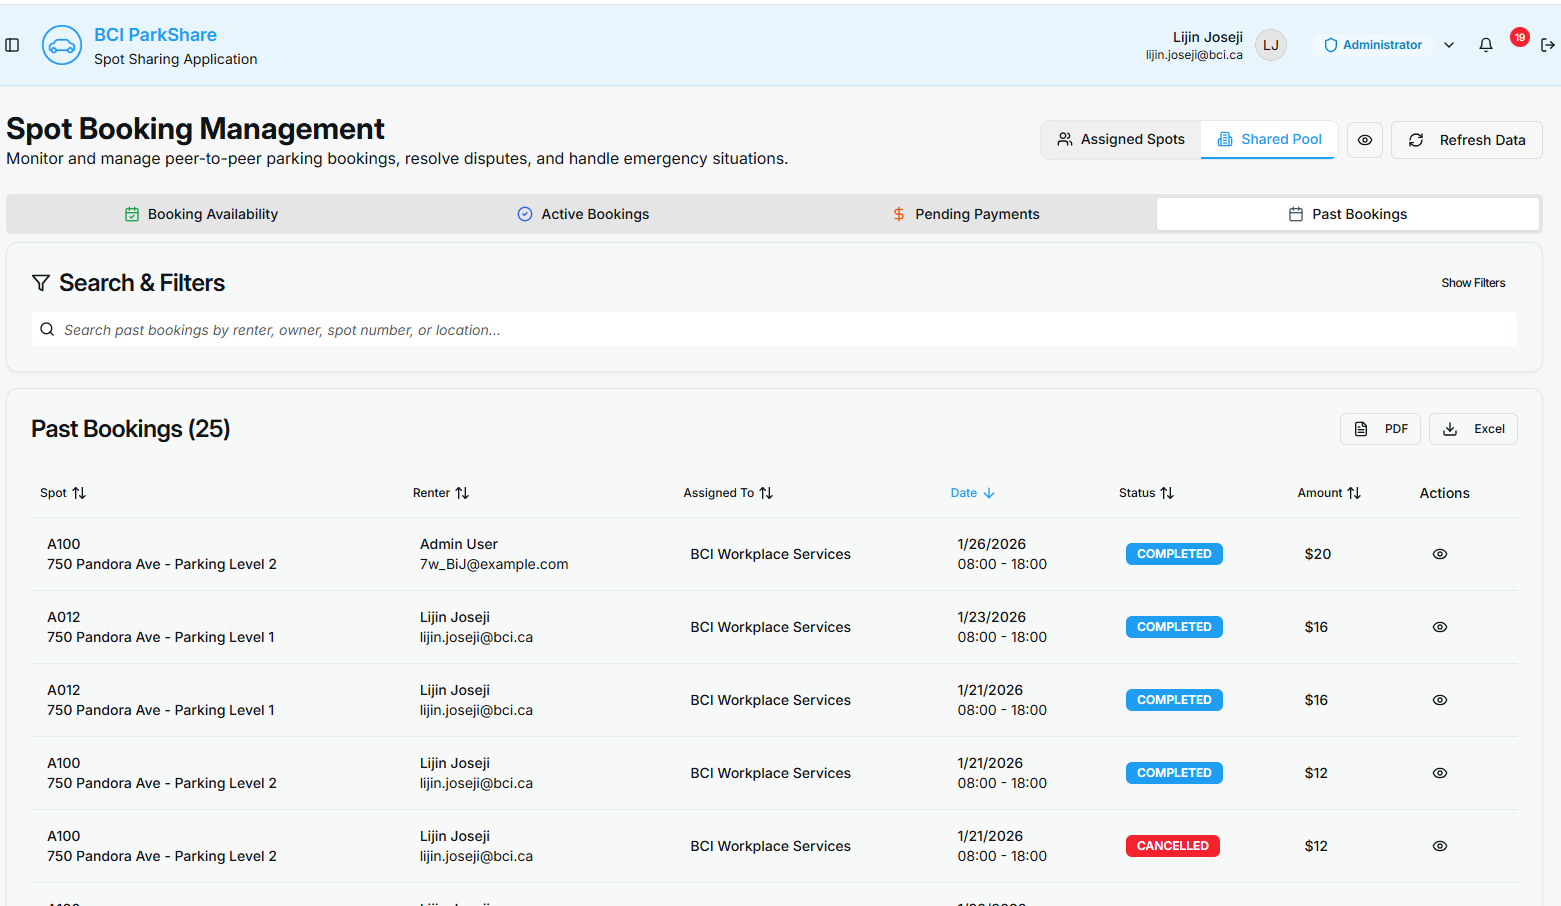 BCI ParkShare
Spot Sharing Application
Lijin Joseji
lijin.joseji@bci.ca
LJ
Administrator
19
Spot Booking Management
Monitor and manage peer-to-peer parking bookings, resolve disputes, and handle emergency situations.
Assigned Spots
Shared Pool
Refresh Data
Booking Availability
Active Bookings
Pending Payments
Past Bookings
Search & Filters
Show Filters
Search past bookings by renter, owner, spot number, or location...
Past Bookings (25)
PDF
Excel
Spot Renter Assigned To Date Status Amount Actions
A100
750 Pandora Ave - Parking Level 2
Admin User
7w_BiJ@example.com
BCI Workplace Services
1/26/2026
08:00 - 18:00
COMPLETED
$20
A012
750 Pandora Ave - Parking Level 1
Lijin Joseji
lijin.joseji@bci.ca
BCI Workplace Services
1/23/2026
08:00 - 18:00
COMPLETED
$16
A012
750 Pandora Ave - Parking Level 1
Lijin Joseji
lijin.joseji@bci.ca
BCI Workplace Services
1/21/2026
08:00 - 18:00
COMPLETED
$16
A100
750 Pandora Ave - Parking Level 2
Lijin Joseji
lijin.joseji@bci.ca
BCI Workplace Services
1/21/2026
08:00 - 18:00
COMPLETED
$12
A100
750 Pandora Ave - Parking Level 2
Lijin Joseji
lijin.joseji@bci.ca
BCI Workplace Services
1/21/2026
08:00 - 18:00
CANCELLED
$12